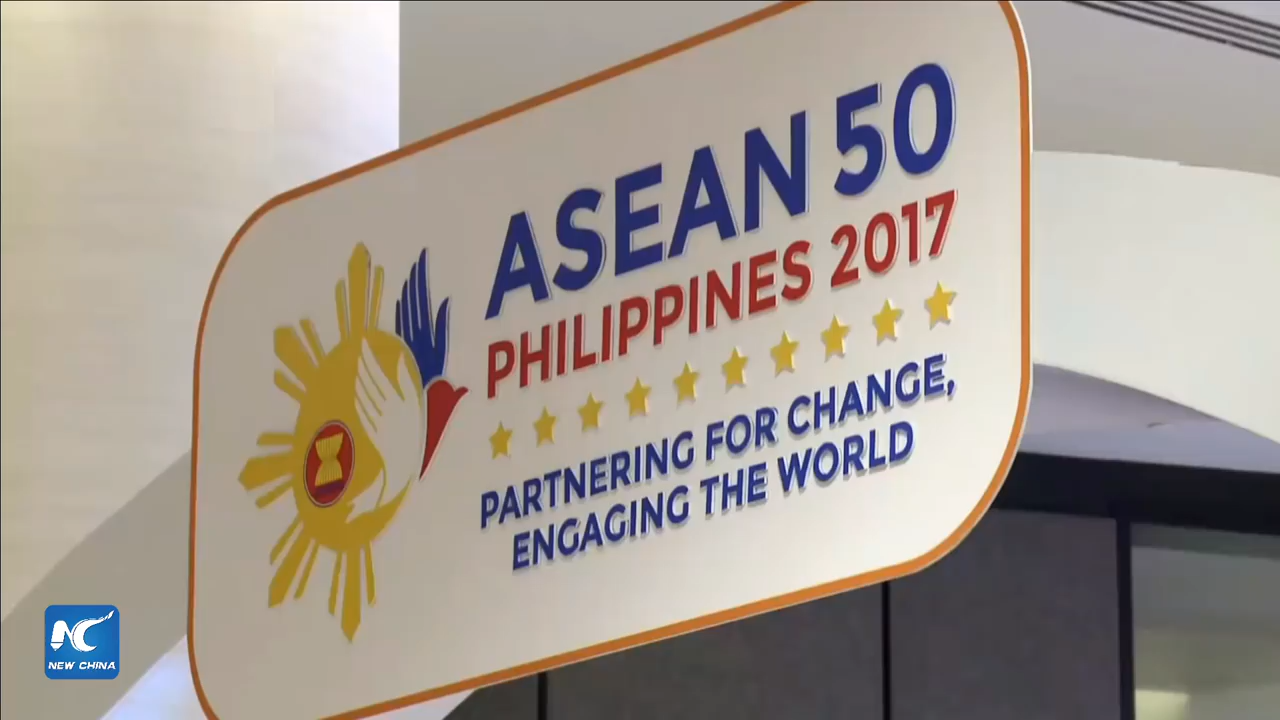 ASEAN 50
PHILIPPINES 2017
PARTNERING FOR CHANGE,
ENGAGING THE WORLD
NEW CHINA